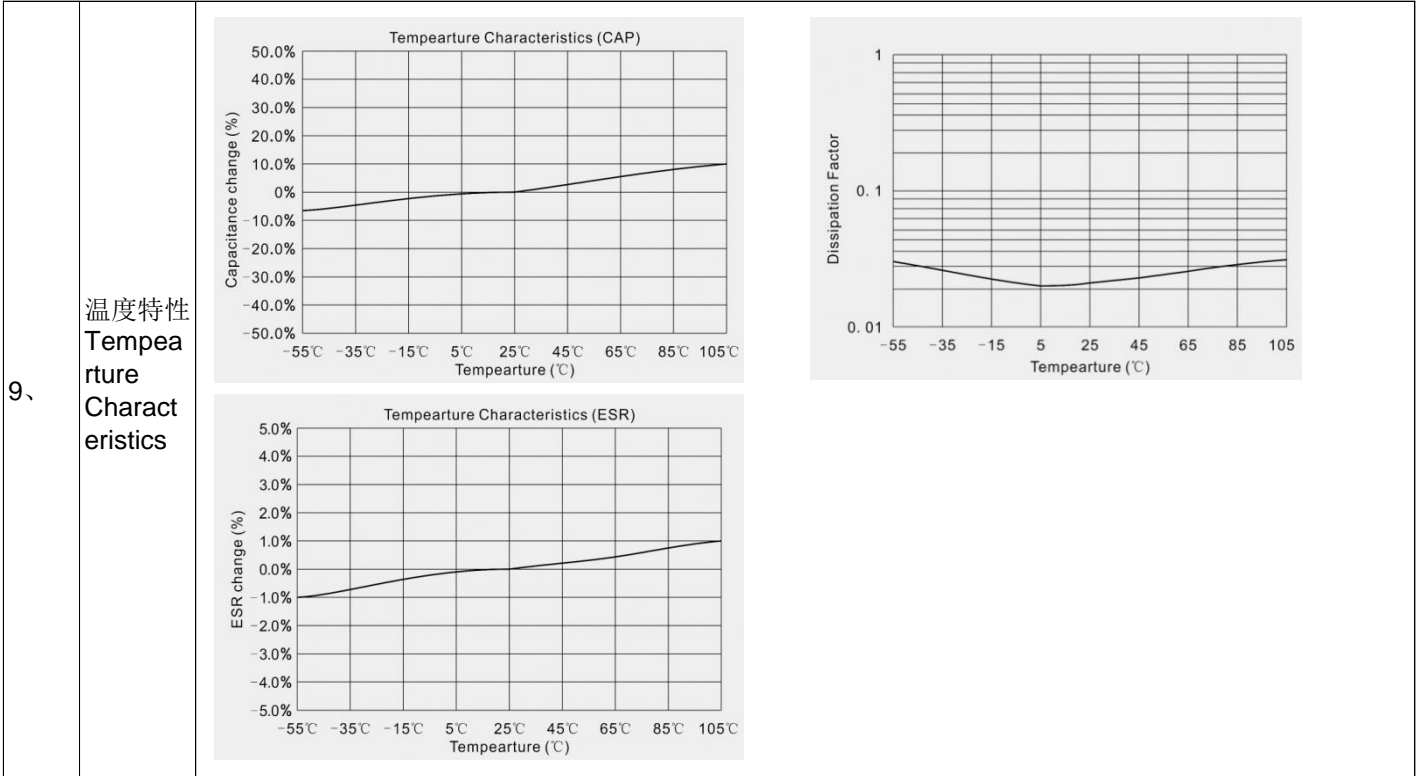 9、
温度特性
Tempea
rture
Charact
eristics
Tempearture Characteristics (CAP)
Capacitance change (%)
50.0%
40.0%
30.0%
20.0%
10.0%
0%
-10.0%
-20.0%
-30.0%
-40.0%
-50.0%
-55℃ -35℃ -15℃ 5℃ 25℃ 45℃ 65℃ 85℃ 105℃
Tempearture (℃)
Dissipation Factor
1
0.1
0.01
-55 -35 -15 5 25 45 65 85 105
Tempearture (℃)
Tempearture Characteristics (ESR)
ESR change (%)
5.0%
4.0%
3.0%
2.0%
1.0%
0.0%
-1.0%
-2.0%
-3.0%
-4.0%
-5.0%
-55℃ -35℃ -15℃ 5℃ 25℃ 45℃ 65℃ 85℃ 105℃
Tempearture (℃)